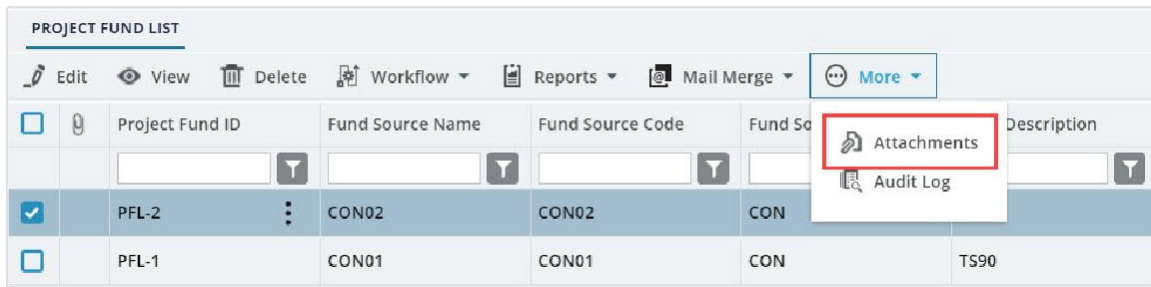 PROJECT FUND LIST
Edit View Delete Workflow Reports Mail Merge More
Project Fund ID Fund Source Name Fund Source Code Fund So Description
Attachments
Audit Log
PFL-2 CON02 CON02 CON
PFL-1 CON01 CON01 CON TS90